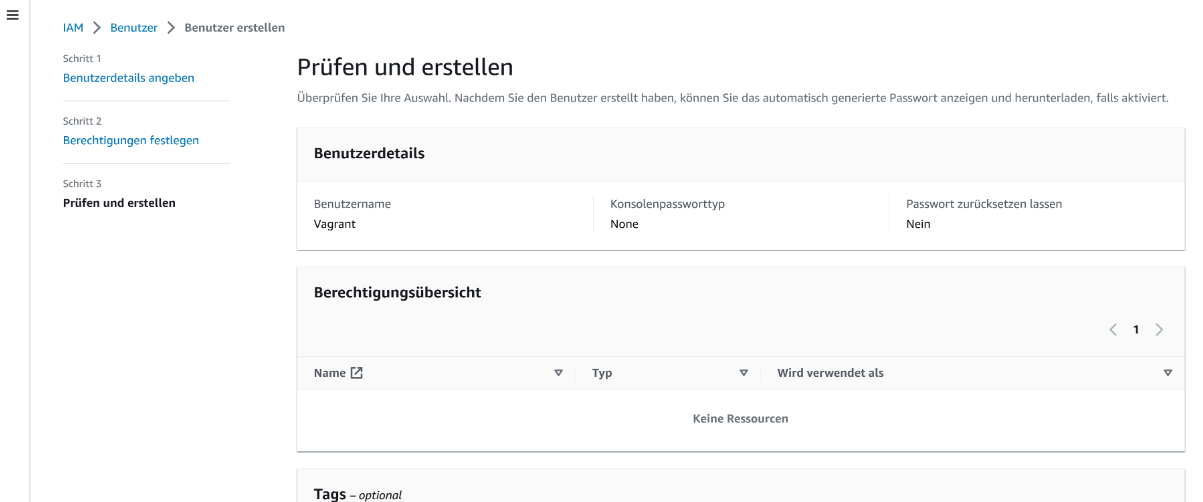 IAM > Benutzer > Benutzer erstellen
Schritt 1
Benutzerdetails angeben
Schritt 2
Berechtigungen festlegen
Schritt 3
Prüfen und erstellen
Prüfen und erstellen
Überprüfen Sie Ihre Auswahl. Nachdem Sie den Benutzer erstellt haben, können Sie das automatisch generierte Passwort anzeigen und herunterladen, falls aktiviert.
Benutzerdetails
Benutzername Konsolenpassworttyp Passwort zurücksetzen lassen
Vagrant None Nein
Berechtigungsübersicht
1
Name Typ Wird verwendet als
Keine Ressourcen
Tags – optional